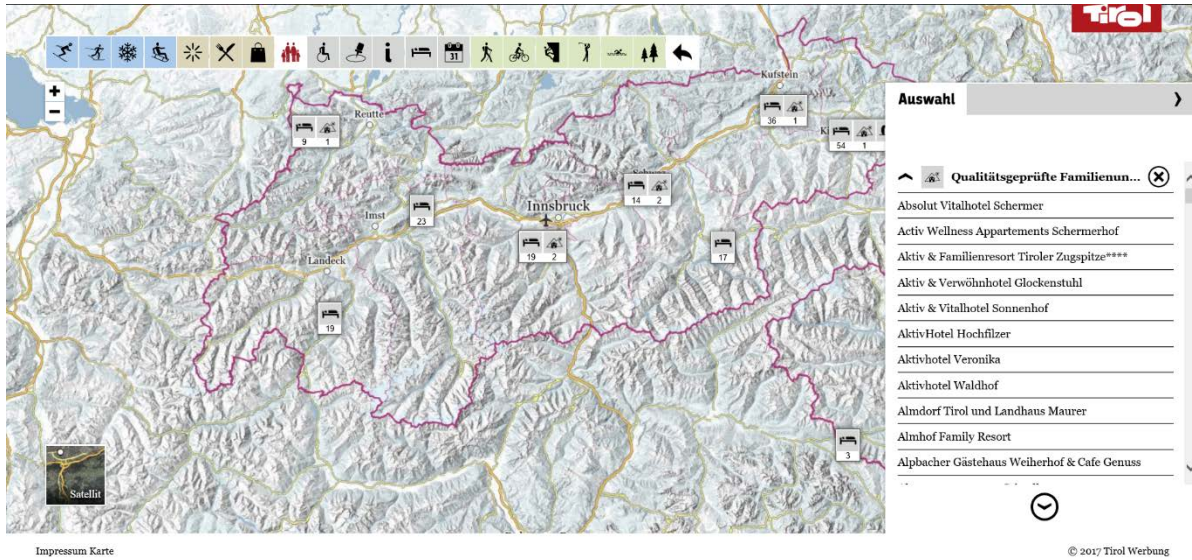 Tirol
31
+
−
Kufstein
36 1
Reutte
9 1
54 1
14 2
Innsbruck
Imst
23
19 2
17
Landeck
19
3
Satellit
Auswahl
Qualitätsgeprüfte Familienun...
Absolut Vitalhotel Schermer
Activ Wellness Appartements Schermerhof
Aktiv & Familienresort Tiroler Zugspitze****
Aktiv & Verwöhnhotel Glockenstuhl
Aktiv & Vitalhotel Sonnenhof
AktivHotel Hochfilzer
Aktivhotel Veronika
Aktivhotel Waldhof
Almdorf Tirol und Landhaus Maurer
Almhof Family Resort
Alpbacher Gästehaus Weiherhof & Cafe Genuss
Impressum Karte
© 2017 Tirol Werbung